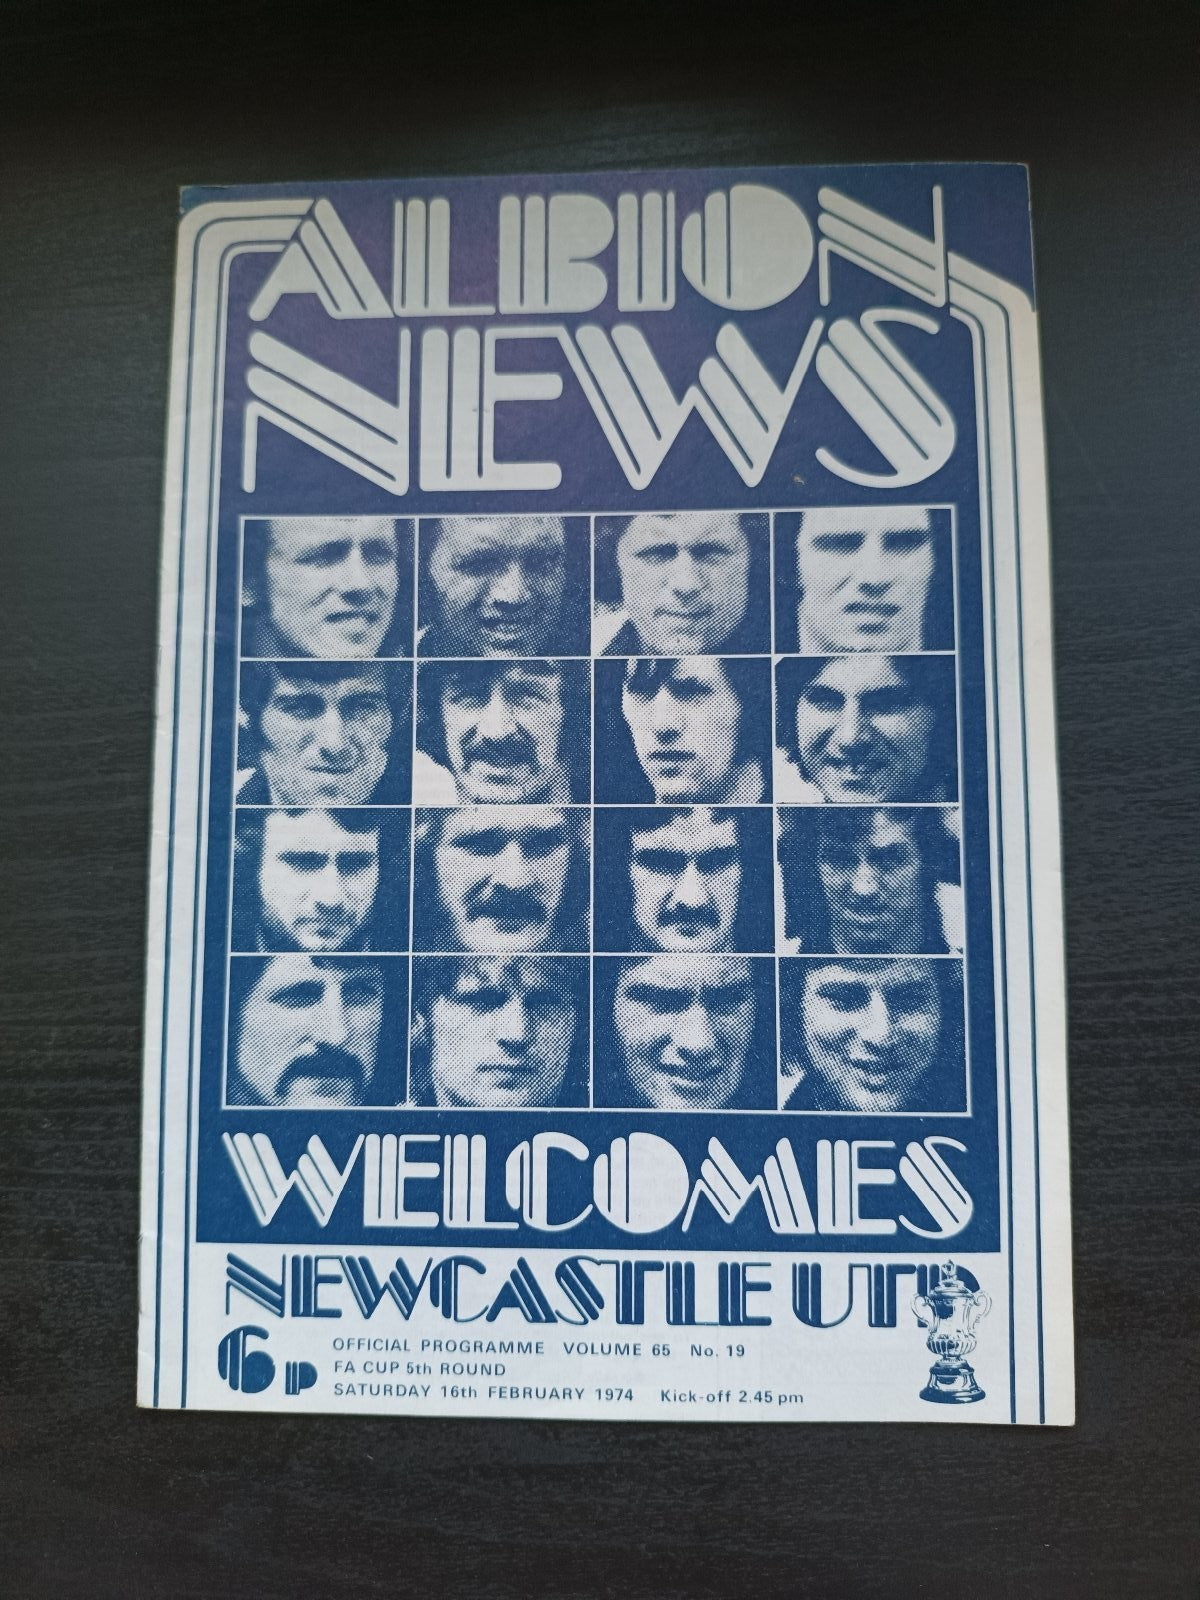 ALBION
NEWS
WELCOMES
NEWCASTLE UTD
6p
OFFICIAL PROGRAMME VOLUME 65 No. 19
FA CUP 5th ROUND
SATURDAY 16th FEBRUARY 1974 Kick-off 2.45 pm